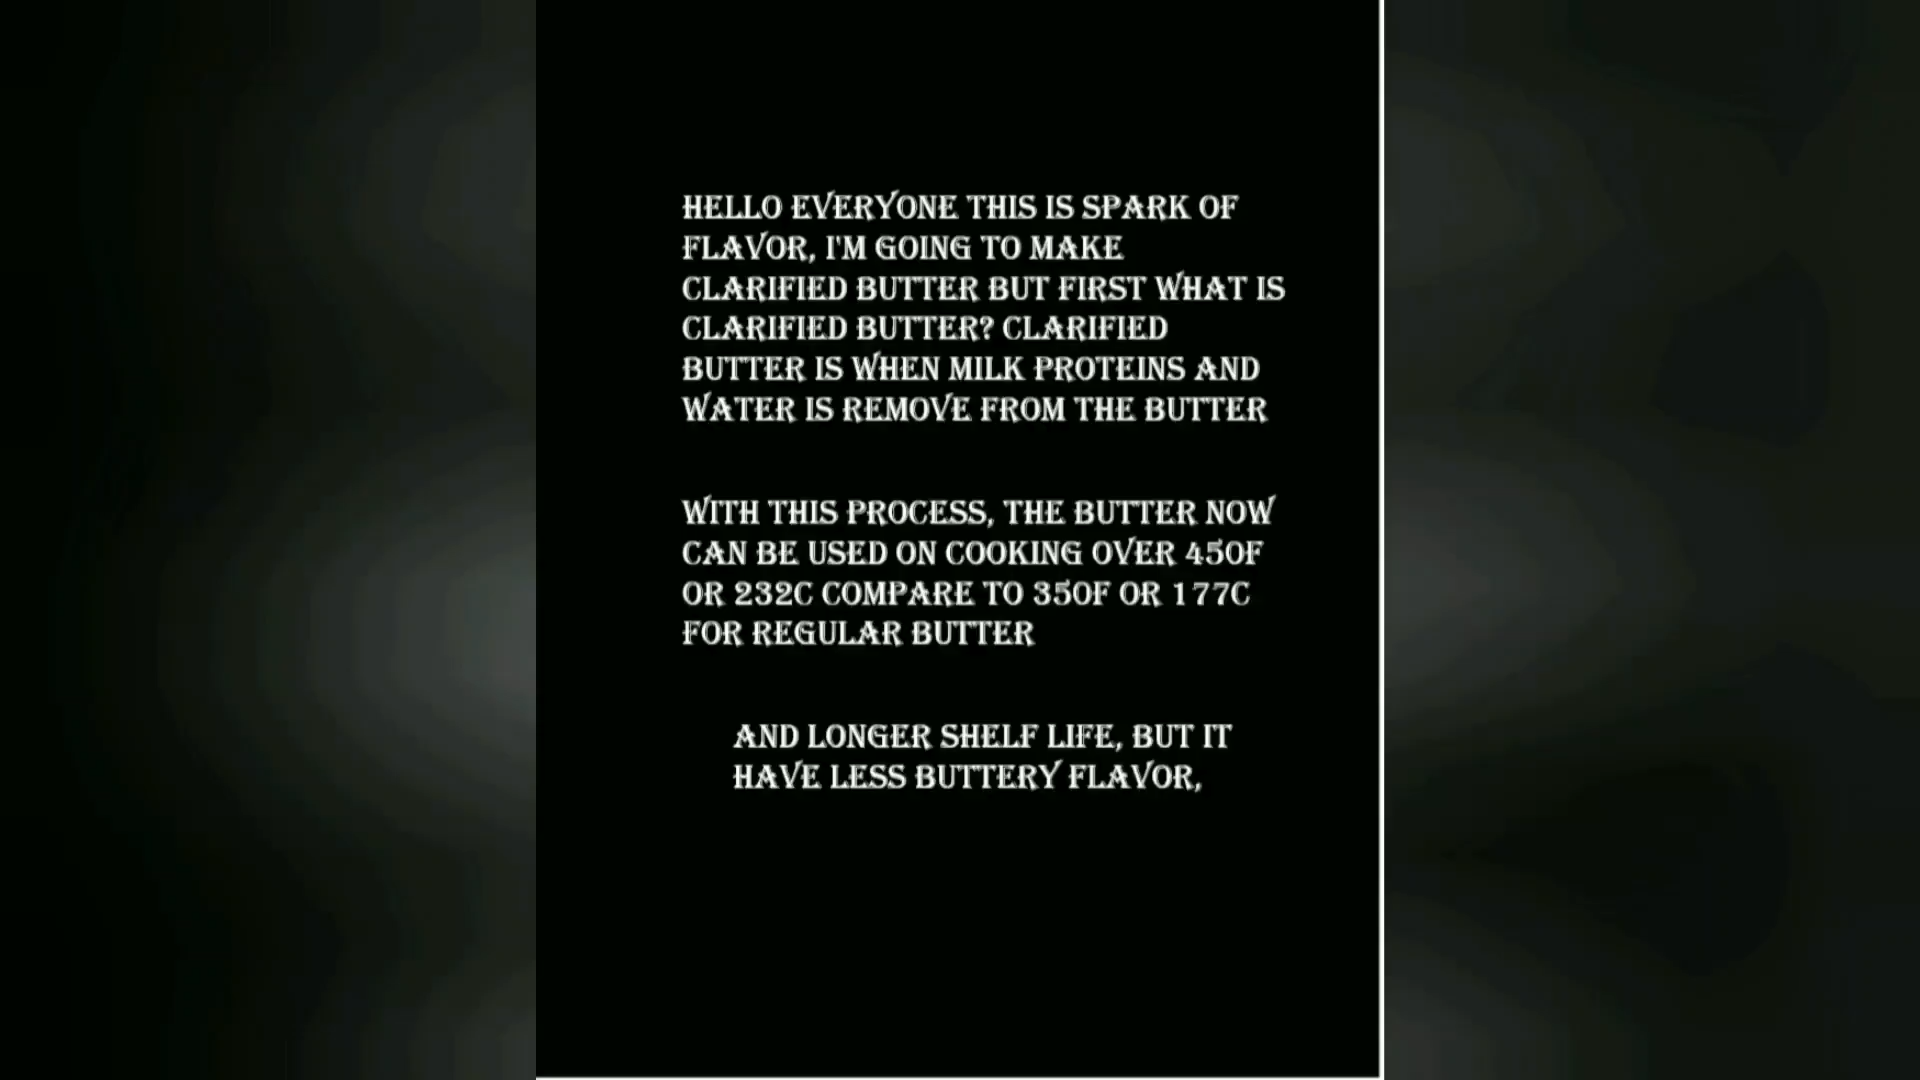 HELLO EVERYONE THIS IS SPARK OF
FLAVOR, I'M GOING TO MAKE
CLARIFIED BUTTER BUT FIRST WHAT IS
CLARIFIED BUTTER? CLARIFIED
BUTTER IS WHEN MILK PROTEINS AND
WATER IS REMOVE FROM THE BUTTER
WITH THIS PROCESS, THE BUTTER NOW
CAN BE USED ON COOKING OVER 450F
OR 232C COMPARE TO 350F OR 177C
FOR REGULAR BUTTER
AND LONGER SHELF LIFE, BUT IT
HAVE LESS BUTTERY FLAVOR,